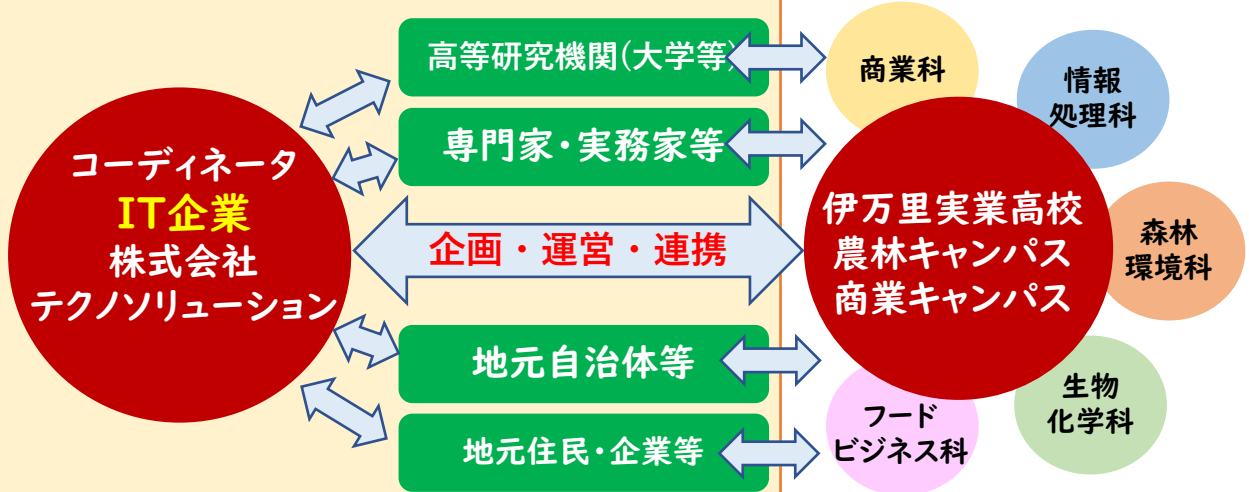 コーディネータ
IT企業
株式会社
テクノソリューション
高等研究機関(大学等)
専門家・実務家等
企画・運営・連携
地元自治体等
地元住民・企業等
伊万里実業高校
農林キャンパス
商業キャンパス
商業科
情報
処理科
森林
環境科
生物
化学科
フード
ビジネス科